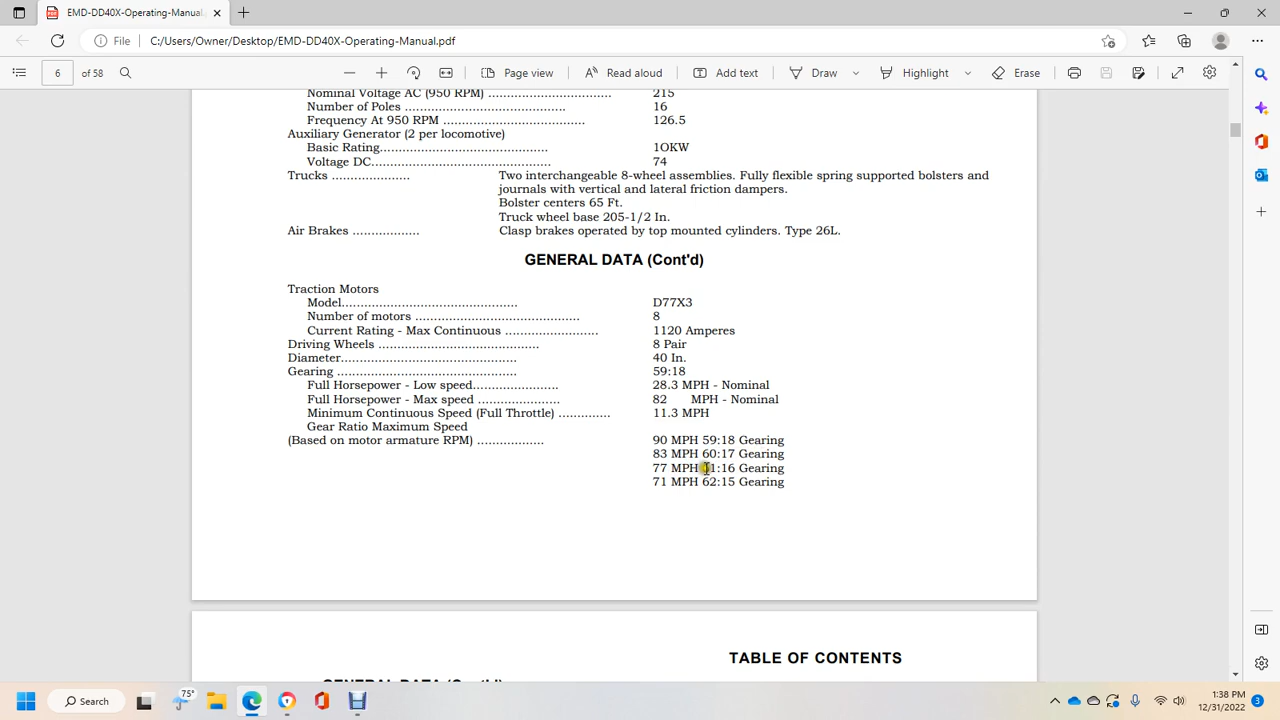 EMD-DD40X-Operating-Manual.
File C:/Users/Owner/Desktop/EMD-DD40X-Operating-Manual.pdf
6 of 58 Page view Read aloud Add text Draw Highlight Erase
Nominal Voltage AC (950 RPM) ............................... 215
Number of Poles ........................................ 16
Frequency At 950 RPM ................................... 126.5
Auxiliary Generator (2 per locomotive)
Basic Rating................................................. 1OKW
Voltage DC............................................. 74
Trucks .................... Two interchangeable 8-wheel assemblies. Fully flexible spring supported bolsters and
journals with vertical and lateral friction dampers.
Bolster centers 65 Ft.
Truck wheel base 205-1/2 In.
Air Brakes ................. Clasp brakes operated by top mounted cylinders. Type 26L.
GENERAL DATA (Cont'd)
Traction Motors
Model............................................ D77X3
Number of motors ......................................... 8
Current Rating - Max Continuous ....................... 1120 Amperes
Driving Wheels ........................................ 8 Pair
Diameter............................................ 40 In.
Gearing ............................................. 59:18
Full Horsepower - Low speed..................... 28.3 MPH - Nominal
Full Horsepower - Max speed .................... 82 MPH - Nominal
Minimum Continuous Speed (Full Throttle) ............. 11.3 MPH
Gear Ratio Maximum Speed
(Based on motor armature RPM) ................. 90 MPH 59:18 Gearing
83 MPH 60:17 Gearing
77 MPH 1:16 Gearing
71 MPH 62:15 Gearing
TABLE OF CONTENTS
75°
Search
1:38 PM
12/31/2022
3